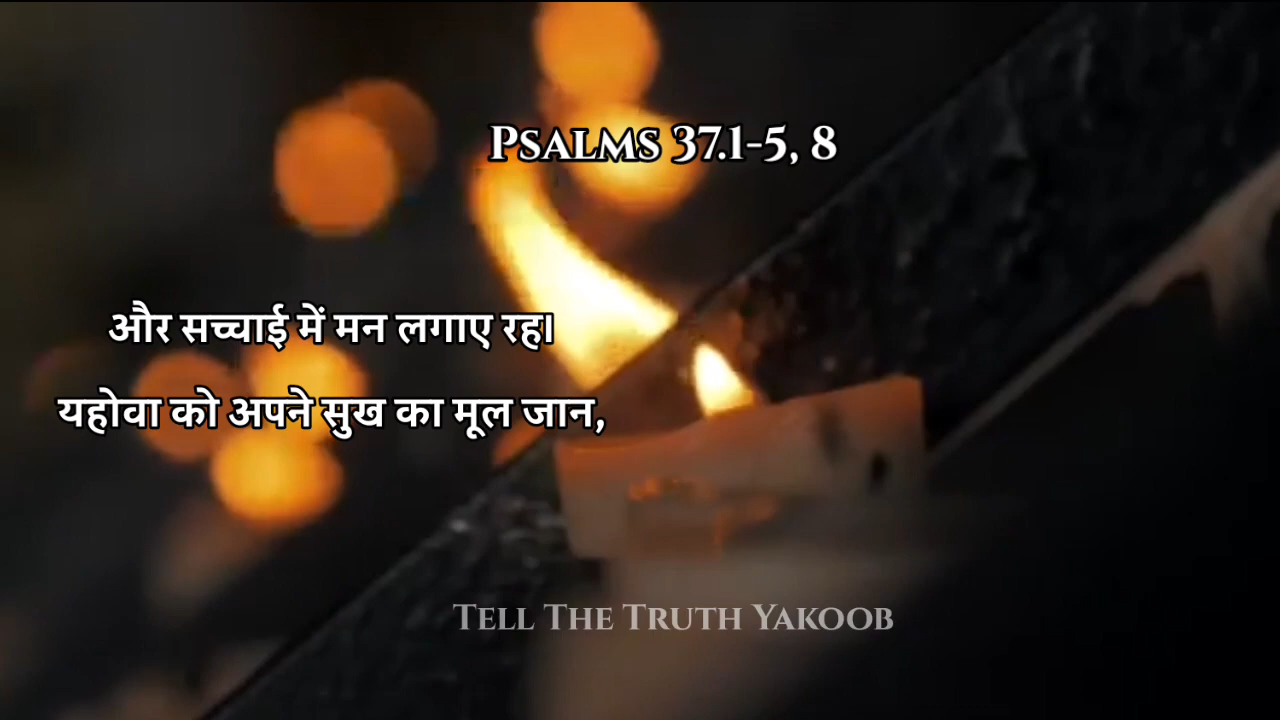 Psalms 37.1-5, 8
और सच्चाई में मन लगाए रह।
यहोवा को अपने सुख का मूल जान,
Tell The Truth Yakoob